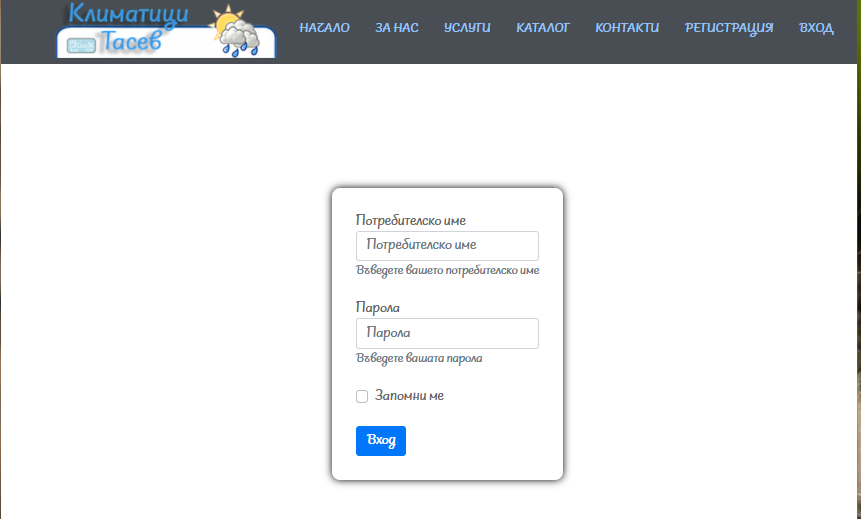 Климатици
Тасев
НАЧАЛО ЗА НАС УСЛУГИ КАТАЛОГ КОНТАКТИ РЕГИСТРАЦИЯ ВХОД
Потребителско име
Потребителско име
Въведете вашето потребителско име
Парола
Парола
Въведете вашата парола
Запомни ме
Вход